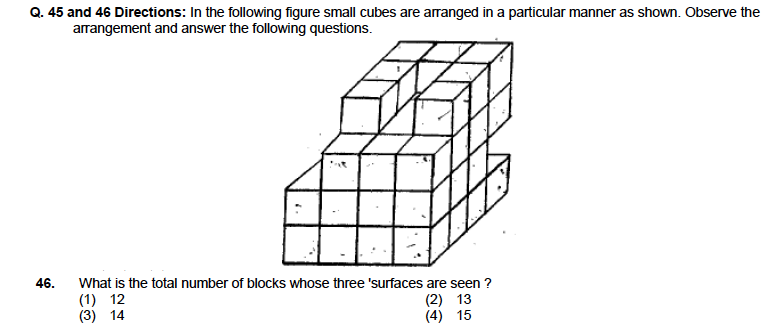 Q. 45 and 46 Directions: In the following figure small cubes are arranged in a particular manner as shown. Observe the
arrangement and answer the following questions.
46. What is the total number of blocks whose three 'surfaces are seen ?
(1) 12 (2) 13
(3) 14 (4) 15